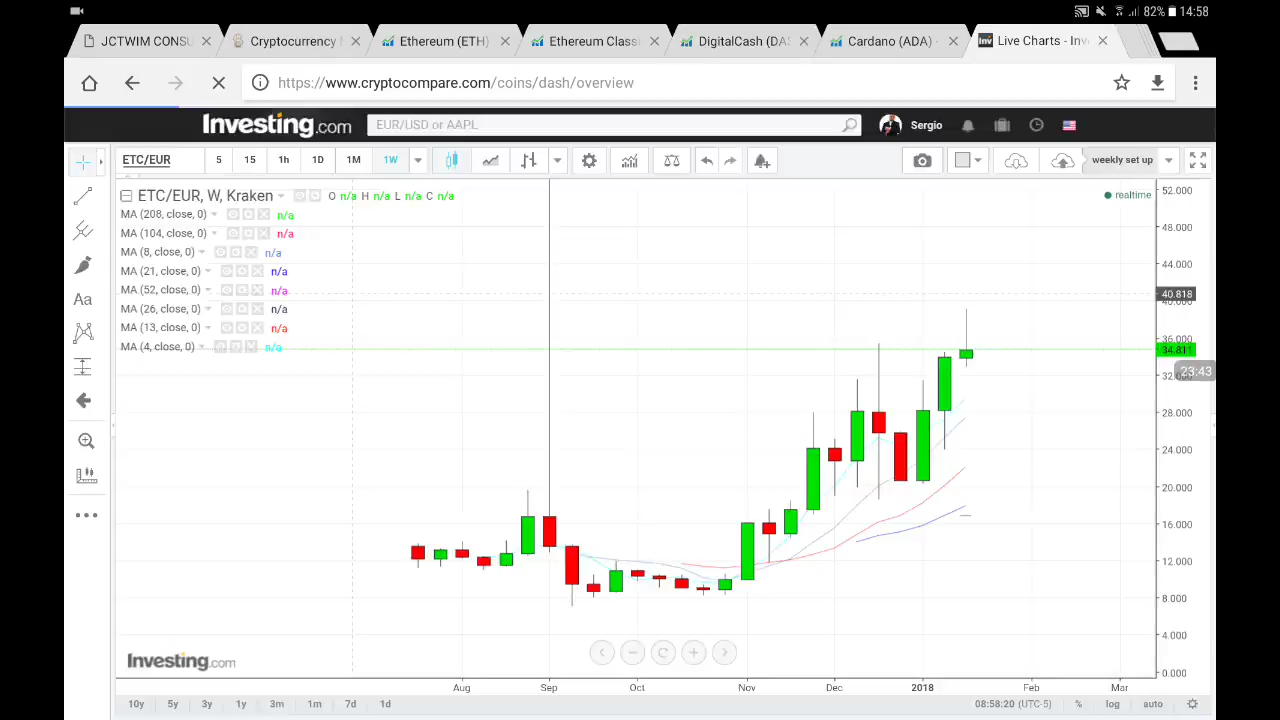 82% 14:58
JCTWIM CONSU
Cryptocurrency M
Ethereum (ETH)
Ethereum Classi
DigitalCash (DAS
Cardano (ADA) -
Inv Live Charts - Inve
https://www.cryptocompare.com/coins/dash/overview
Investing.com EUR/USD or AAPL Sergio
ETC/EUR 5 15 1h 1D 1M 1W weekly set up
ETC/EUR, W, Kraken O n/a H n/a L n/a C n/a
realtime
MA (208, close, 0) n/a
MA (104, close, 0) n/a
MA (8, close, 0) n/a
MA (21, close, 0) n/a
MA (52, close, 0) n/a
MA (26, close, 0) n/a
MA (13, close, 0) n/a
MA (4, close, 0) n/a
Aa
52.000
48.000
44.000
40.818
40.000
36.000
34.811
23:43
32.000
28.000
24.000
20.000
16.000
12.000
8.000
4.000
0.000
Investing.com
Aug Sep Oct Nov Dec 2018 Feb Mar
10y 5y 3y 1y 3m 1m 7d 1d 08:58:20 (UTC-5) % log auto